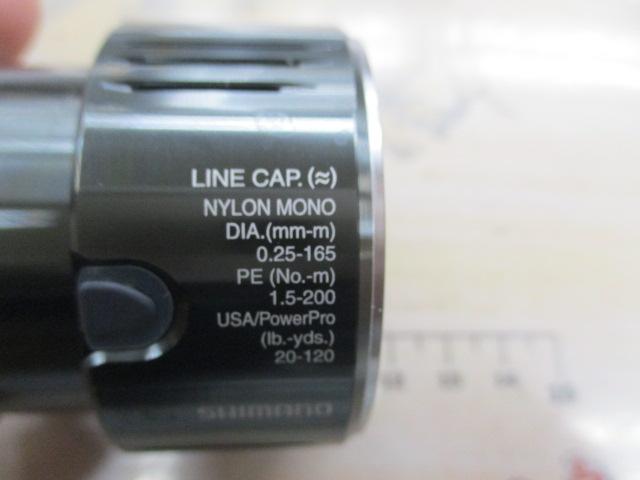 LINE CAP. (≈)
NYLON MONO
DIA.(mm-m)
0.25-165
PE (No.-m)
1.5-200
USA/PowerPro
(lb.-yds.)
20-120
SHIMANO